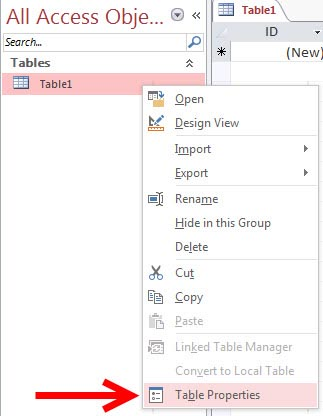 All Access Obje...
Search...
Tables
Table1
Table1
ID
(New)
Open
Design View
Import
Export
Rename
Hide in this Group
Delete
Cut
Copy
Paste
Linked Table Manager
Convert to Local Table
Table Properties